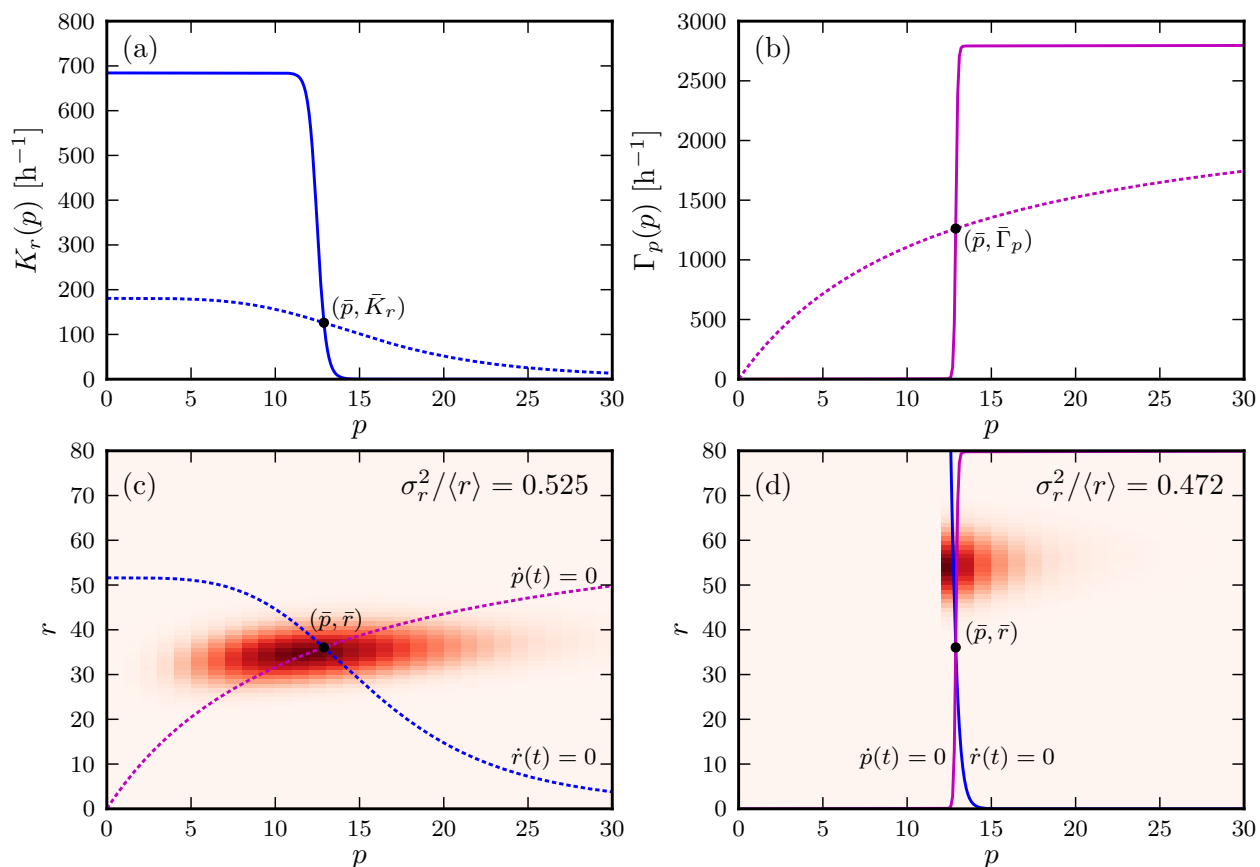 (a)
K_r(p) [h⁻¹]
800
700
600
500
400
300
200
100
0
(p̄, K̄_r)
0 5 10 15 20 25 30
p
(b)
Γ_p(p) [h⁻¹]
3000
2500
2000
1500
1000
500
0
(p̄, Γ̄_p)
0 5 10 15 20 25 30
p
(c)
σ_r²/⟨r⟩ = 0.525
r
80
70
60
50
40
30
20
10
0
ṗ(t) = 0
(p̄, r̄)
ṙ(t) = 0
0 5 10 15 20 25 30
p
(d)
σ_r²/⟨r⟩ = 0.472
r
80
70
60
50
40
30
20
10
0
(p̄, r̄)
ṗ(t) = 0 ṙ(t) = 0
0 5 10 15 20 25 30
p